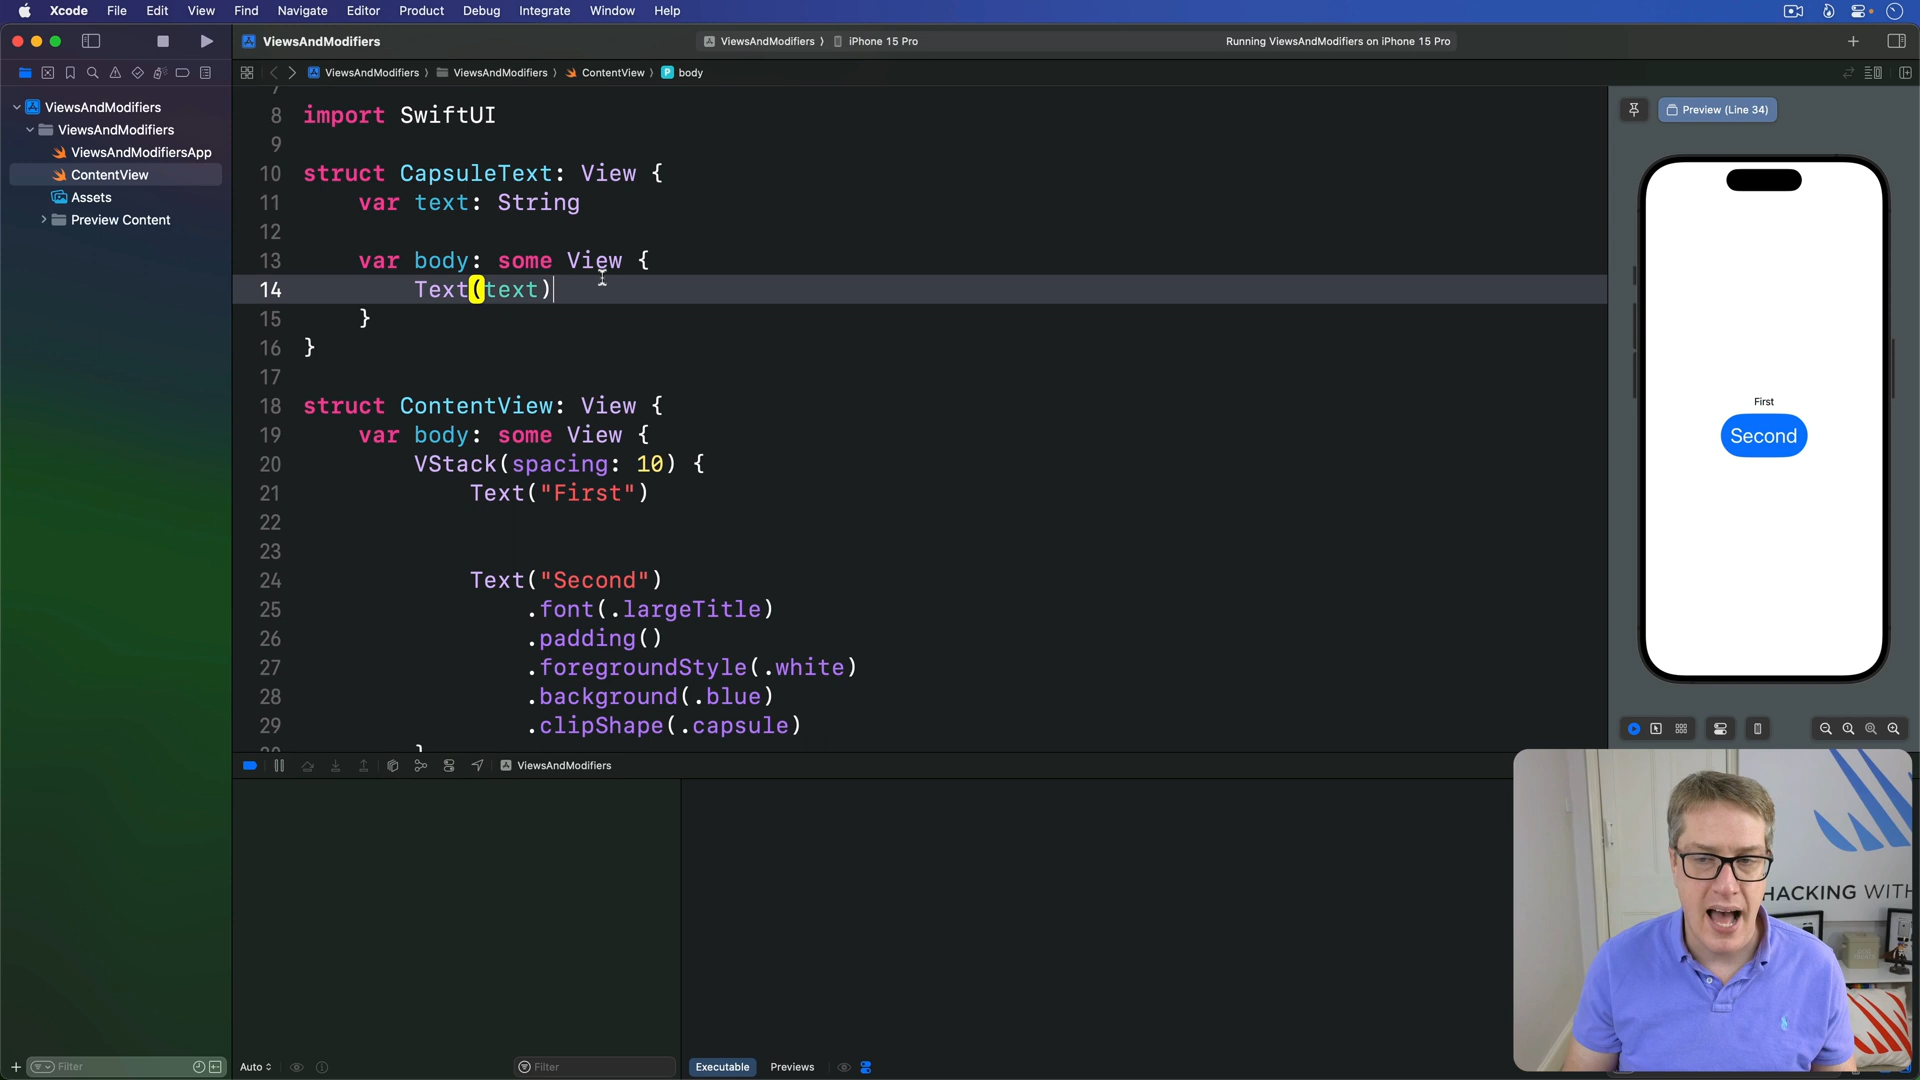 Xcode File Edit View Find Navigate Editor Product Debug Integrate Window Help
ViewsAndModifiers
ViewsAndModifiers iPhone 15 Pro
Running ViewsAndModifiers on iPhone 15 Pro
ViewsAndModifiers ViewsAndModifiers ContentView P body
ViewsAndModifiers
ViewsAndModifiers
ViewsAndModifiersApp
ContentView
Assets
Preview Content
7
8 import SwiftUI
9
10 struct CapsuleText: View {
11 var text: String
12
13 var body: some View {
14 Text(text)
15 }
16 }
17
18 struct ContentView: View {
19 var body: some View {
20 VStack(spacing: 10) {
21 Text("First")
22
23
24 Text("Second")
25 .font(.largeTitle)
26 .padding()
27 .foregroundStyle(.white)
28 .background(.blue)
29 .clipShape(.capsule)
30 }
Preview (Line 34)
First
Second
ViewsAndModifiers
HACKING WITH
Filter
Auto
Filter
Executable Previews